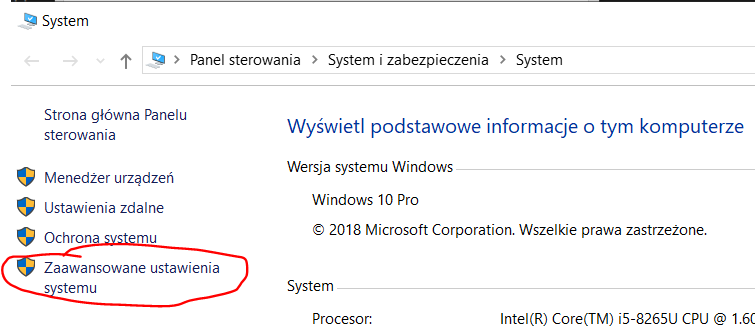 System
Panel sterowania > System i zabezpieczenia > System
Strona główna Panelu
sterowania
Menedżer urządzeń
Ustawienia zdalne
Ochrona systemu
Zaawansowane ustawienia
systemu
Wyświetl podstawowe informacje o tym komputerze
Wersja systemu Windows
Windows 10 Pro
© 2018 Microsoft Corporation. Wszelkie prawa zastrzeżone.
System
Procesor: Intel(R) Core(TM) i5-8265U CPU @ 1.60